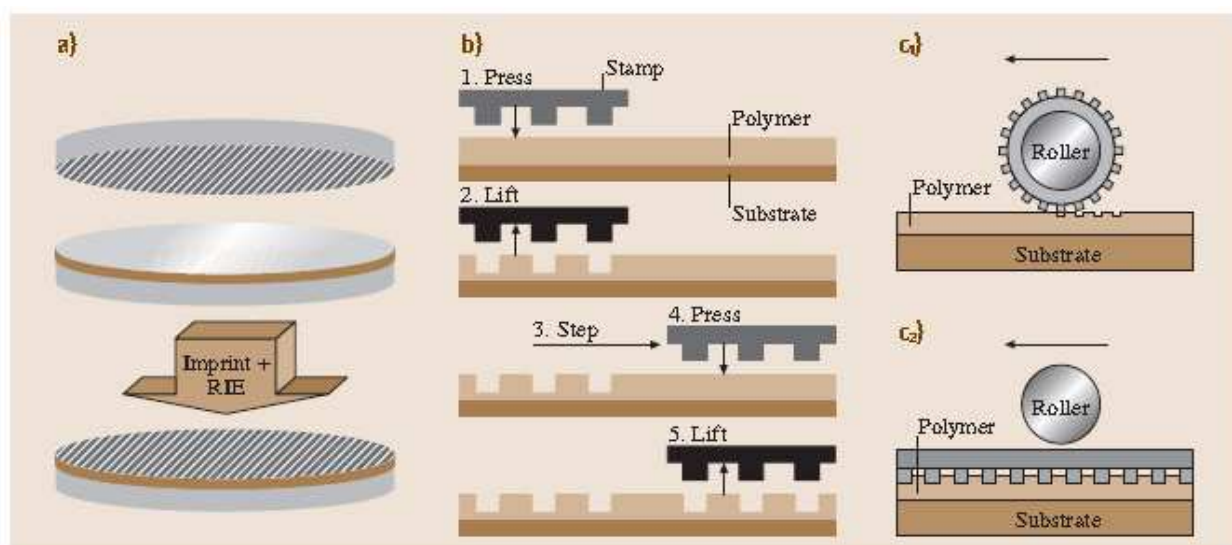 a)
Imprint +
RIE
b)
1. Press
Stamp
Polymer
2. Lift
Substrate
3. Step
4. Press
5. Lift
c₁)
Roller
Polymer
Substrate
c₂)
Roller
Polymer
Substrate